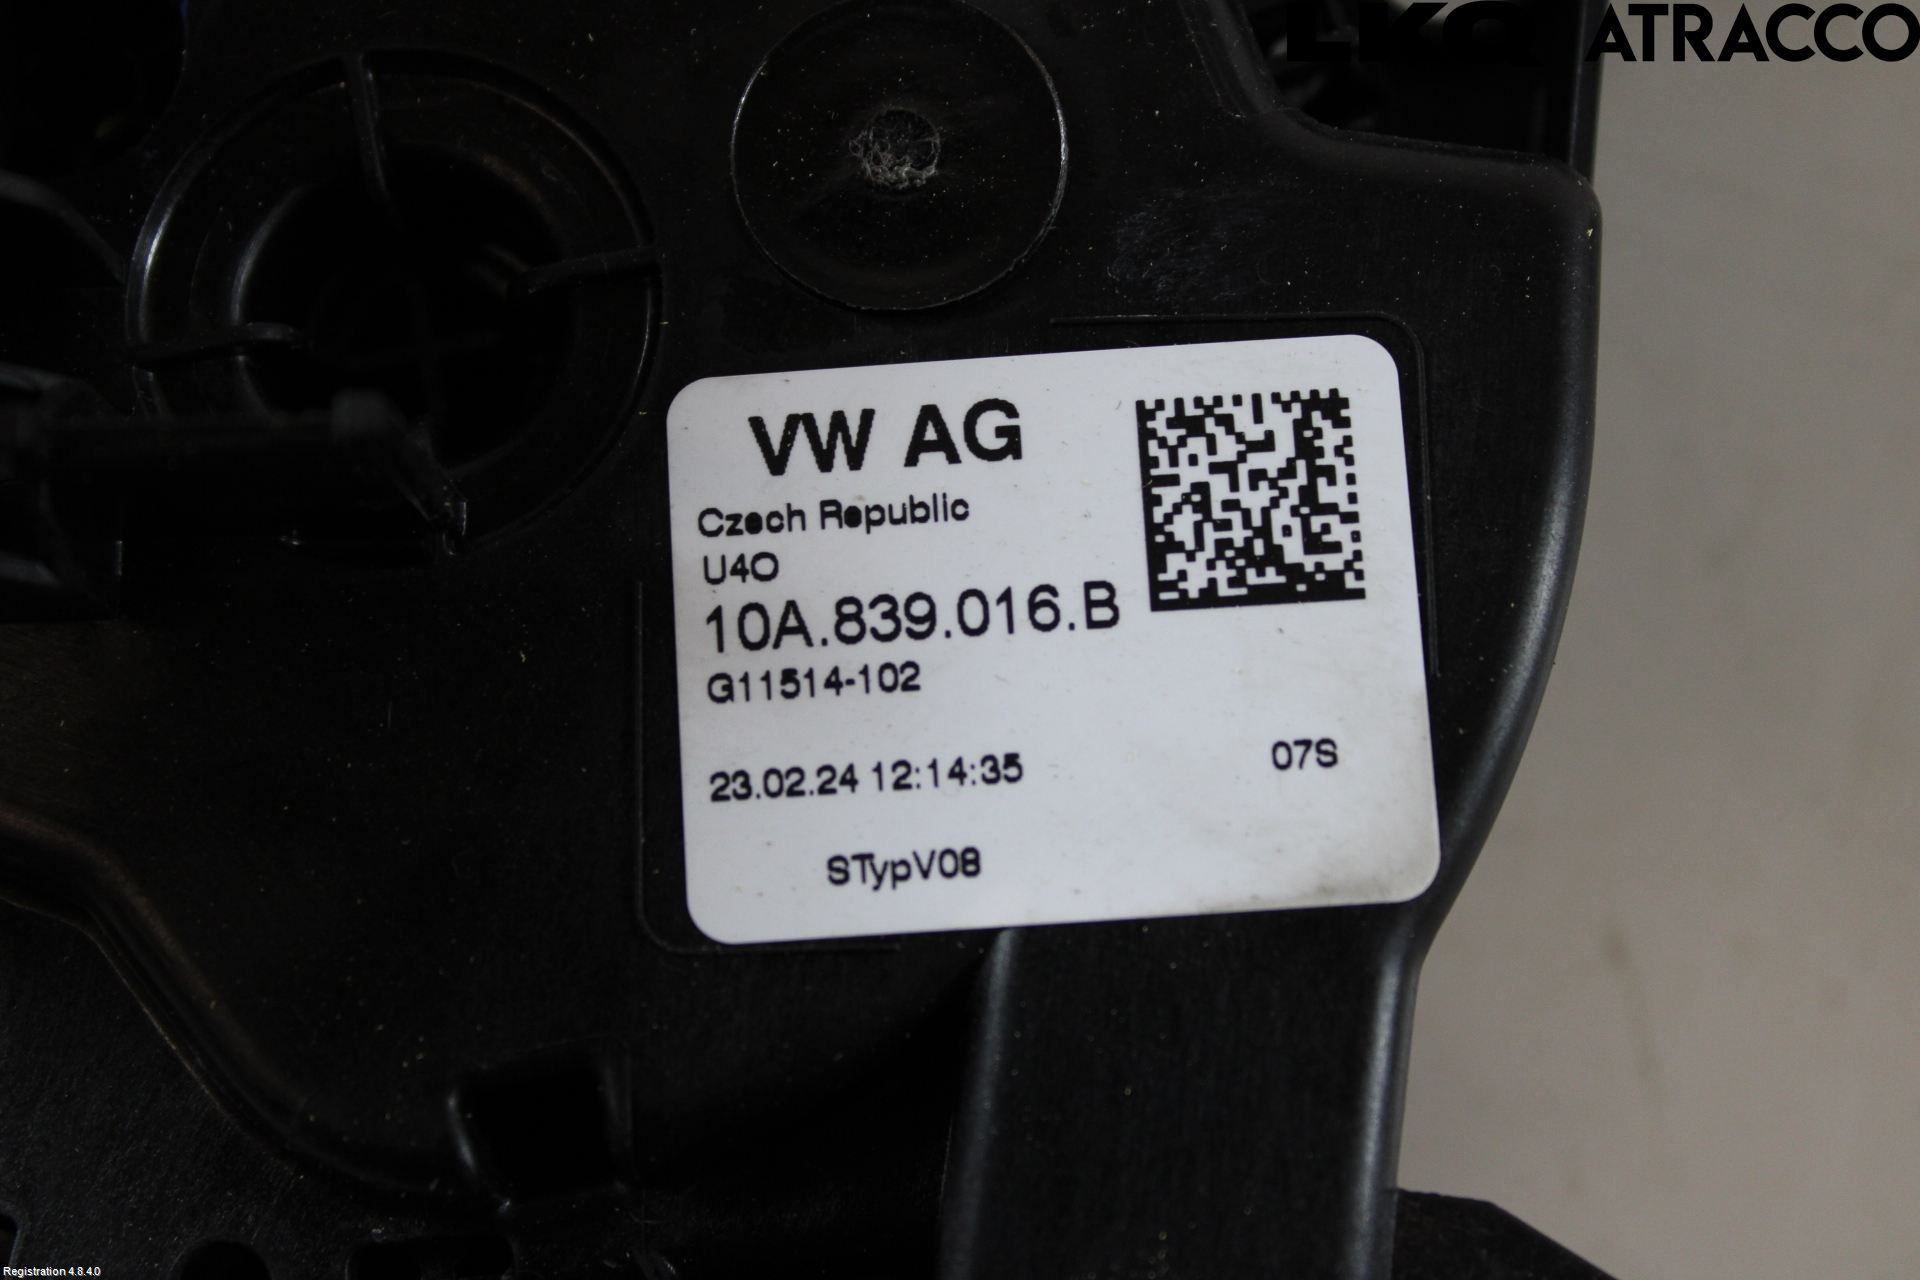 LKQ ATRACCO
VW AG
Czech Republic
U4O
10A.839.016.B
G11514-102
23.02.24 12:14:35 07S
STypV08
Registration 4.8.4.0